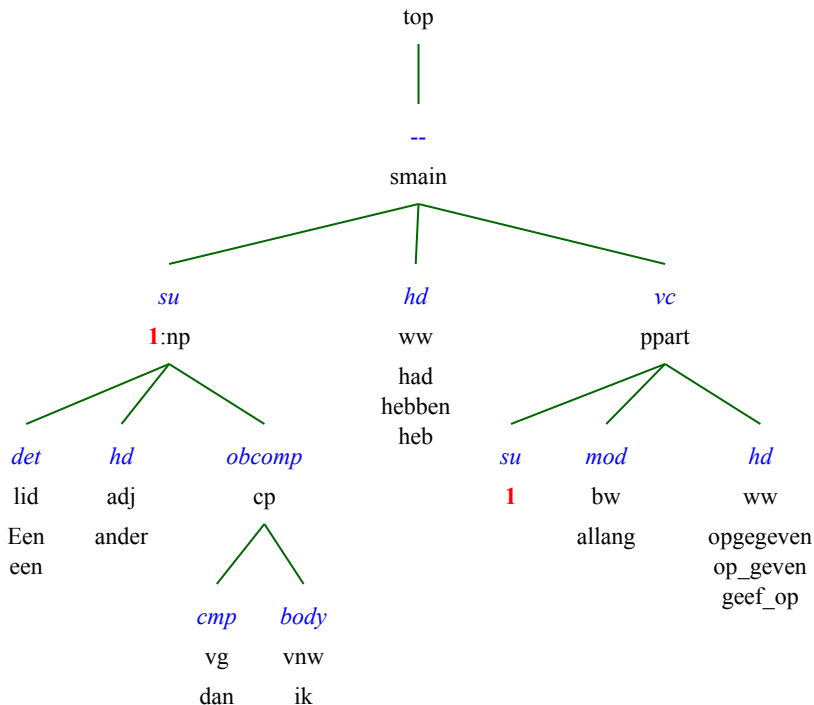 top
--
smain
su hd vc
1:np ww ppart
had
hebben
heb
det hd obcomp su mod hd
lid adj cp 1 bw ww
Een ander allang opgegeven
een op_geven
geef_op
cmp body
vg vnw
dan ik